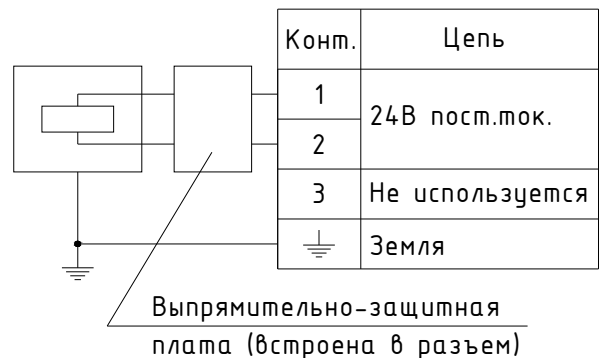 Конт. Цепь
1
24В пост.ток.
2
3 Не используется
Земля
Выпрямительно-защитная
плата (встроена в разъем)